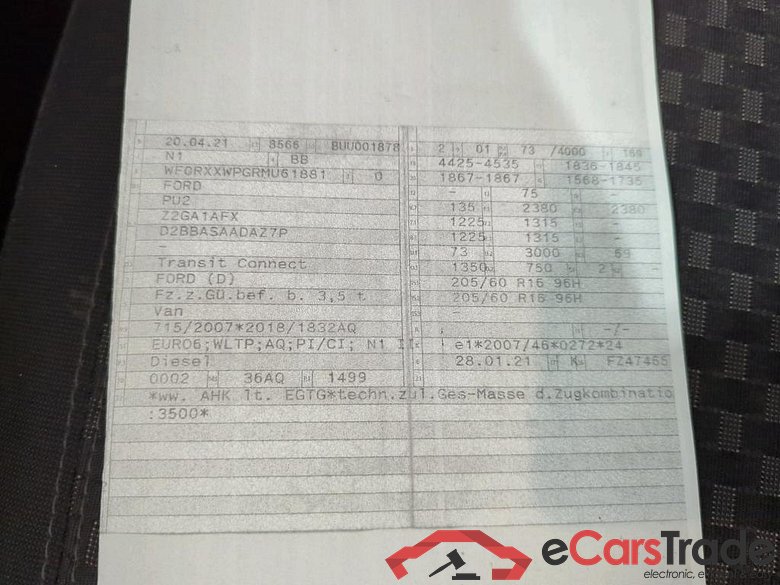 20.04.21 8566 BUU001878
N1 BB
WF0RXXWPGRMU61881 0
FORD
PU2
Z2GA1AFX
D2BBASAADAZ7P
-
Transit Connect
FORD (D)
Fz.z.Gü.bef. b. 3,5 t
Van
715/2007*2018/1832AQ
EURO6;WLTP;AQ;PI/CI; N1 II
Diesel
0002 36AQ 1499
2 01 73 /4000 169
4425-4535 1836-1845
1867-1867 1568-1735
- 75 -
135 2380 2380
1225 1315 -
1225 1315 -
73 3000 69
1350 750 2 -
205/60 R16 96H
205/60 R16 96H
-
-/-
e1*2007/46*0272*24
28.01.21 K FZ47465
*ww. AHK lt. EGTG*techn.zul.Ges-Masse d.Zugkombinatio
:3500*
eCarsTrade